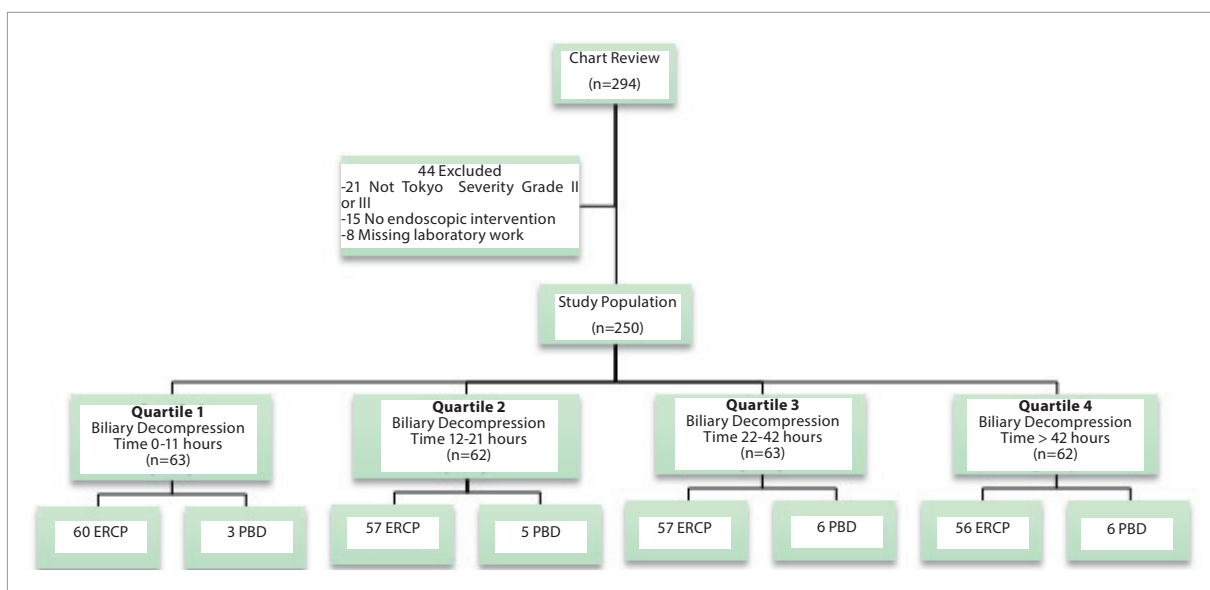 Chart Review
(n=294)
44 Excluded
-21 Not Tokyo Severity Grade II
or III
-15 No endoscopic intervention
-8 Missing laboratory work
Study Population
(n=250)
Quartile 1
Biliary Decompression
Time 0-11 hours
(n=63)
Quartile 2
Biliary Decompression
Time 12-21 hours
(n=62)
Quartile 3
Biliary Decompression
Time 22-42 hours
(n=63)
Quartile 4
Biliary Decompression
Time > 42 hours
(n=62)
60 ERCP
3 PBD
57 ERCP
5 PBD
57 ERCP
6 PBD
56 ERCP
6 PBD